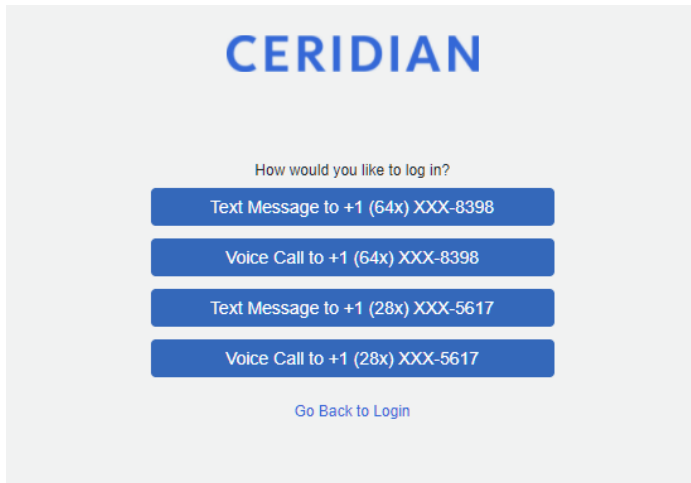 CERIDIAN
How would you like to log in?
Text Message to +1 (64x) XXX-8398
Voice Call to +1 (64x) XXX-8398
Text Message to +1 (28x) XXX-5617
Voice Call to +1 (28x) XXX-5617
Go Back to Login